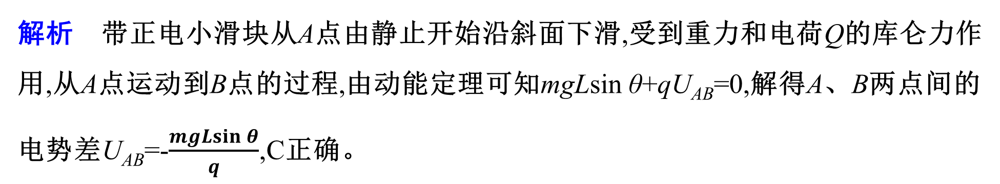 解析 带正电小滑块从A点由静止开始沿斜面下滑,受到重力和电荷Q的库仑力作
用,从A点运动到B点的过程,由动能定理可知mgLsin θ+qU_{AB}=0,解得A、B两点间的
电势差U_{AB}=-\frac{mgLsin θ}{q},C正确。